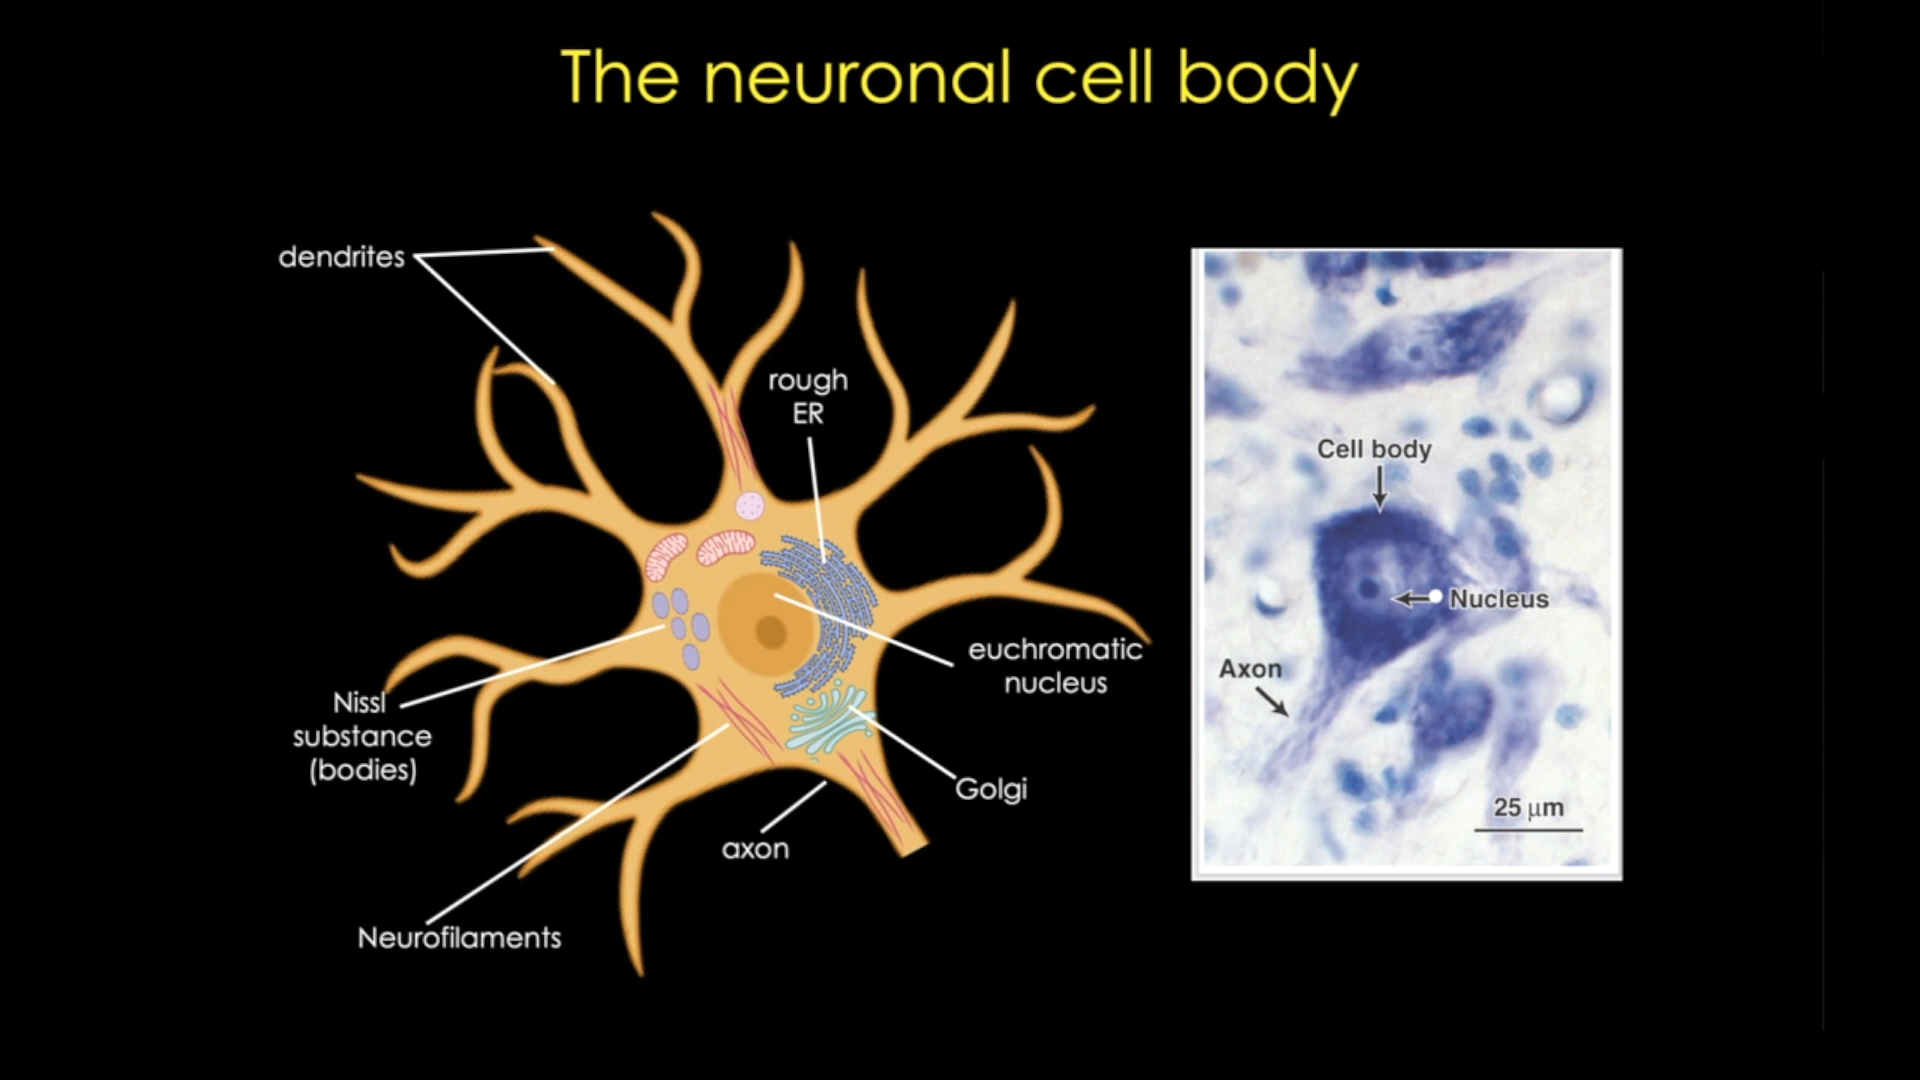 The neuronal cell body
dendrites
rough
ER
euchromatic
nucleus
Nissl
substance
(bodies)
Golgi
axon
Neurofilaments
Cell body
Nucleus
Axon
25 μm